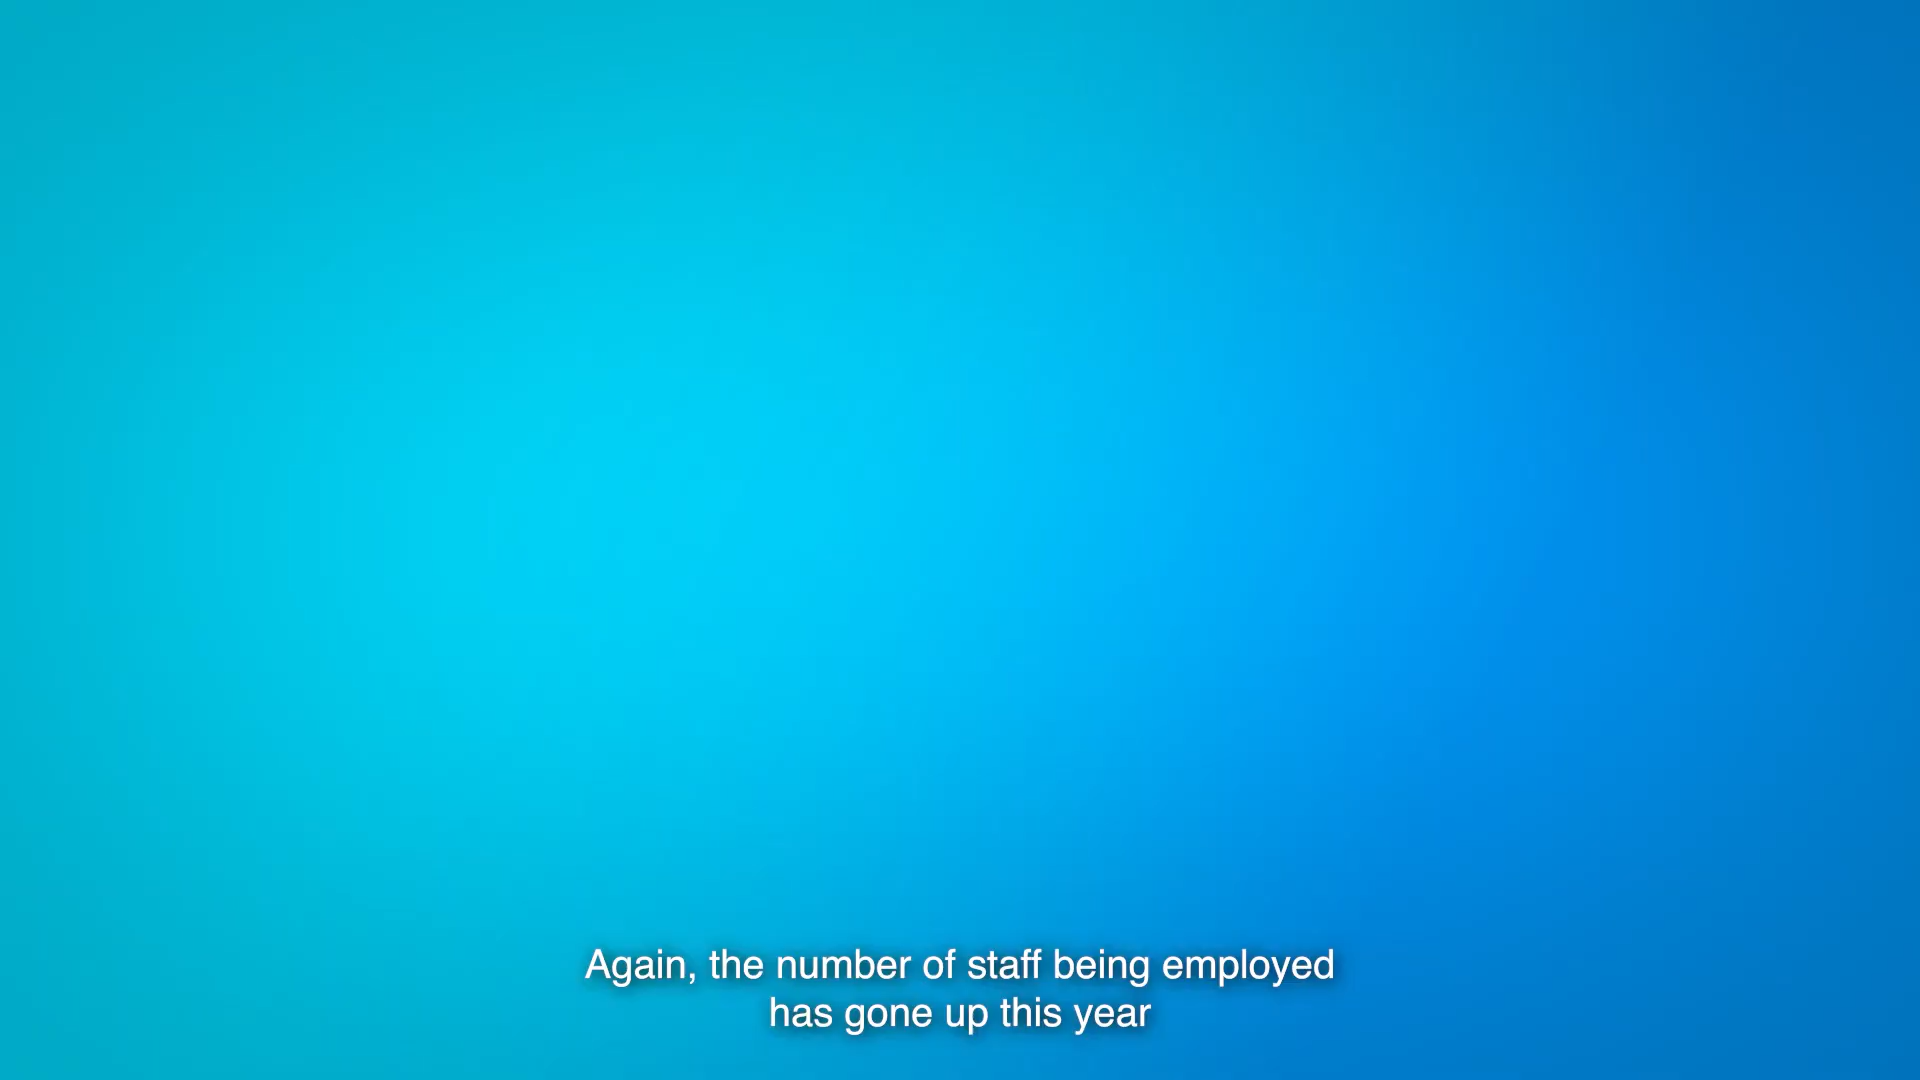 Again, the number of staff being employed
has gone up this year